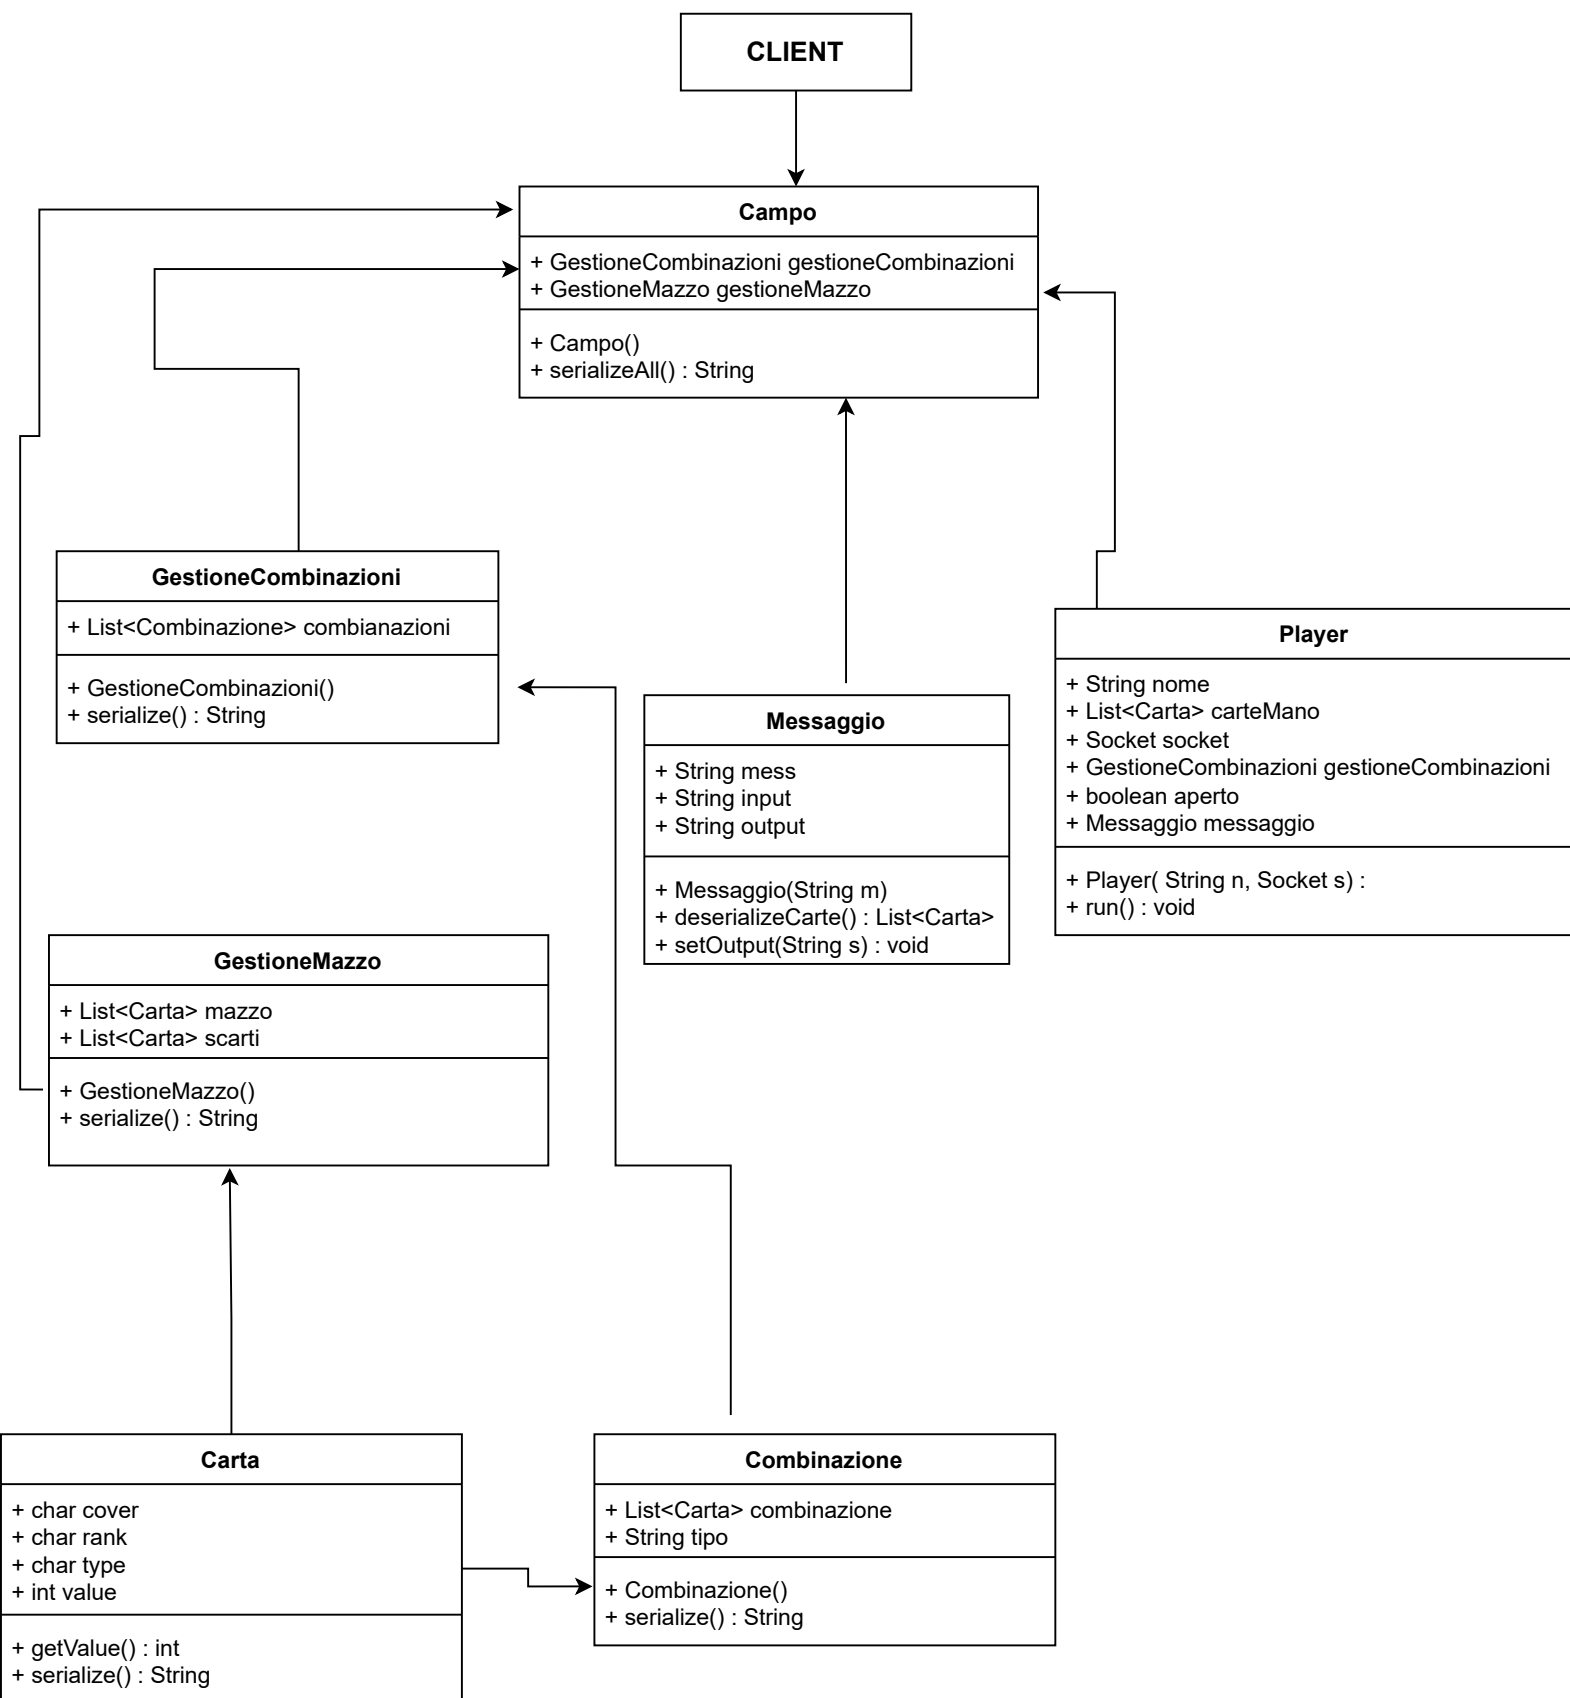 CLIENT
Campo
+ GestioneCombinazioni gestioneCombinazioni
+ GestioneMazzo gestioneMazzo
+ Campo()
+ serializeAll() : String
GestioneCombinazioni
+ List<Combinazione> combianazioni
+ GestioneCombinazioni()
+ serialize() : String
Player
+ String nome
+ List<Carta> carteMano
+ Socket socket
+ GestioneCombinazioni gestioneCombinazioni
+ boolean aperto
+ Messaggio messaggio
+ Player( String n, Socket s) :
+ run() : void
Messaggio
+ String mess
+ String input
+ String output
+ Messaggio(String m)
+ deserializeCarte() : List<Carta>
+ setOutput(String s) : void
GestioneMazzo
+ List<Carta> mazzo
+ List<Carta> scarti
+ GestioneMazzo()
+ serialize() : String
Carta
+ char cover
+ char rank
+ char type
+ int value
+ getValue() : int
+ serialize() : String
Combinazione
+ List<Carta> combinazione
+ String tipo
+ Combinazione()
+ serialize() : String